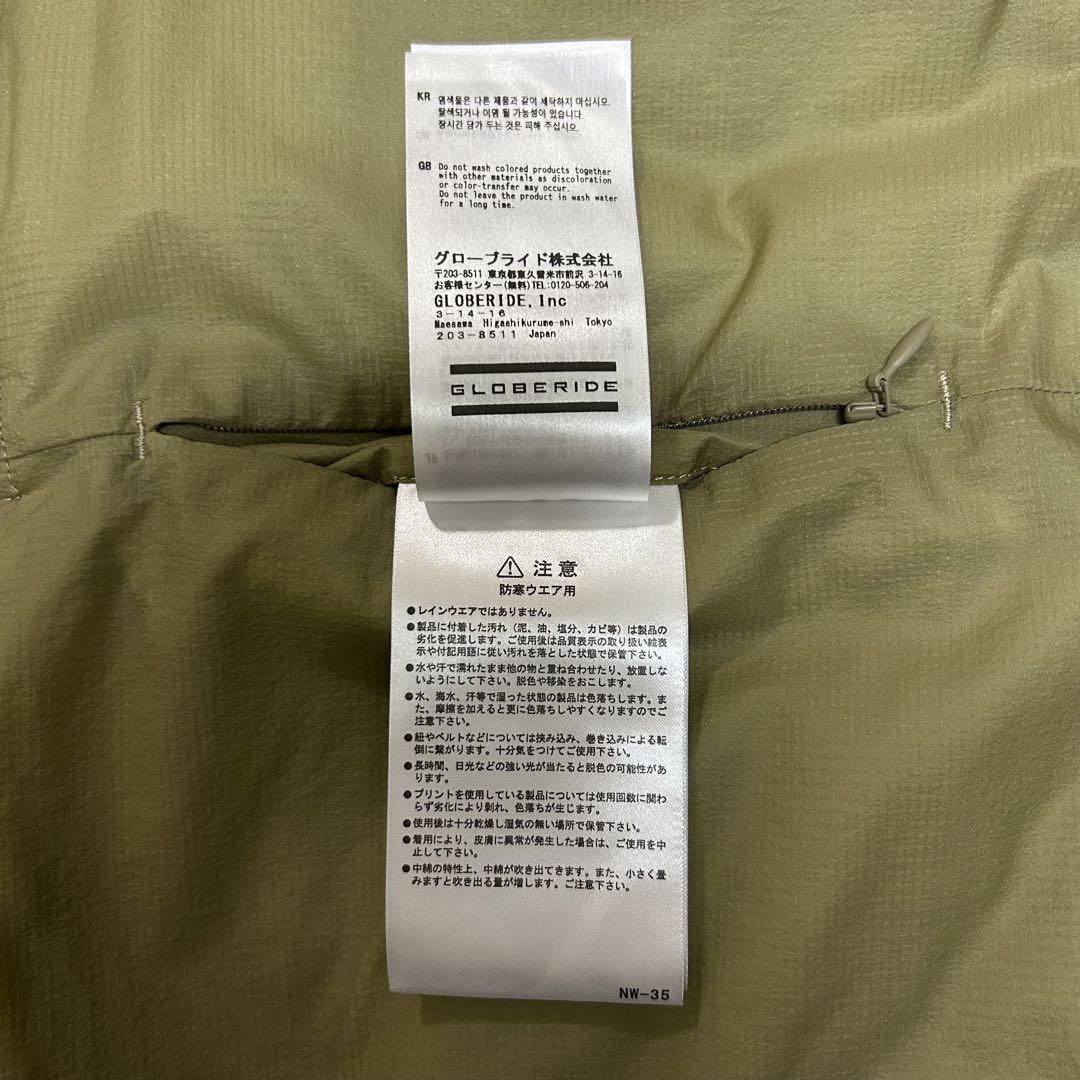 KR 염색물은 다른 제품과 같이 세탁하지 마십시오.
탈색되거나 이염 될 가능성이 있습니다.
장시간 담가 두는 것은 피해 주십시오.
GB Do not wash colored products together
with other materials as discoloration
or color-transfer may occur.
Do not leave the product in wash water
for a long time.
グローブライド株式会社
〒203-8511 東京都東久留米市前沢 3-14-16
お客様センター(無料)TEL:0120-506-204
GLOBERIDE,Inc
3-14-16
Maesawa Higashikurume-shi Tokyo
203-8511 Japan
GLOBERIDE
注意
防寒ウエア用
●レインウエアではありません。
●製品に付着した汚れ(泥、油、塩分、カビ等)は製品の
劣化を促進します。ご使用後は品質表示の取り扱い絵表
示や付記用語に従い汚れを落とした状態で保管下さい。
●水や汗で濡れたまま他の物と重ね合わせたり、放置しな
いようにして下さい。脱色や移染をおこします。
●水、海水、汗等で湿った状態の製品は色落ちします。ま
た、摩擦を加えると更に色落ちしやすくなりますのでご
注意下さい。
●紐やベルトなどについては挟み込み、巻き込みによる転
倒に繋がります。十分気をつけてご使用下さい。
●長時間、日光などの強い光が当たると脱色の可能性があ
ります。
●プリントを使用している製品については使用回数に関わ
らず劣化により剥れ、色落ちが生じます。
●使用後は十分乾燥し湿気の無い場所で保管下さい。
●着用により、皮膚に異常が発生した場合は、ご使用を中
止して下さい。
●中綿の特性上、中綿が吹き出てきます。また、小さく畳
みますと吹き出る量が増します。ご注意下さい。
NW-35